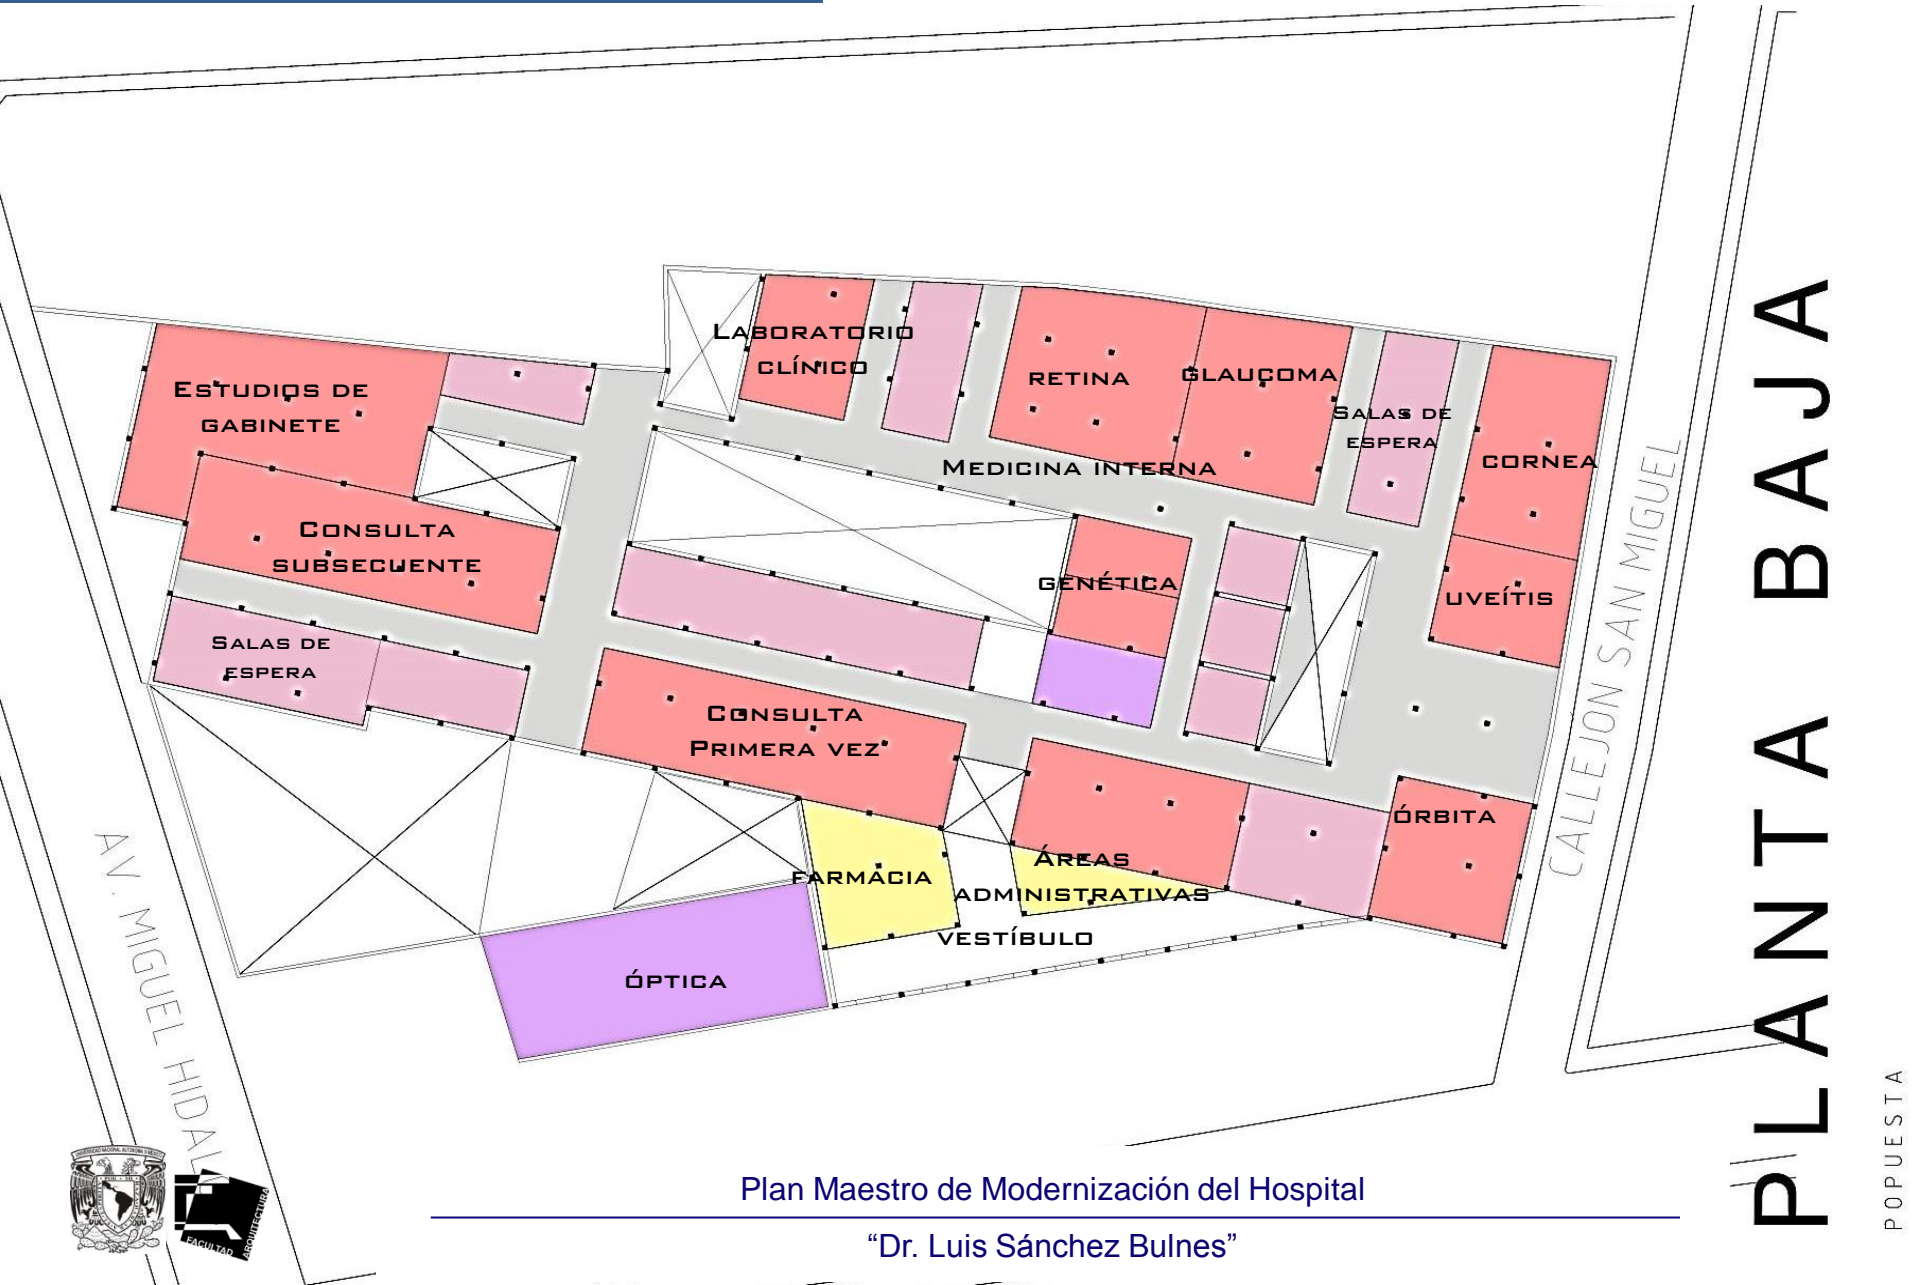 LABORATORIO
CLÍNICO
ESTUDIOS DE
GABINETE
RETINA
GLAUCOMA
SALAS DE
ESPERA
CORNEA
MEDICINA INTERNA
CONSULTA
SUBSECUENTE
GENÉTICA
UVEÍTIS
SALAS DE
ESPERA
CONSULTA
PRIMERA VEZ
ÓRBITA
FARMACIA
ÁREAS
ADMINISTRATIVAS
VESTÍBULO
ÓPTICA
AV. MIGUEL HIDAL
CALLEJON SAN MIGUEL
PLANTA BAJA
POPUESTA
FACULTAD
ARQUITECTURA
Plan Maestro de Modernización del Hospital
“Dr. Luis Sánchez Bulnes”